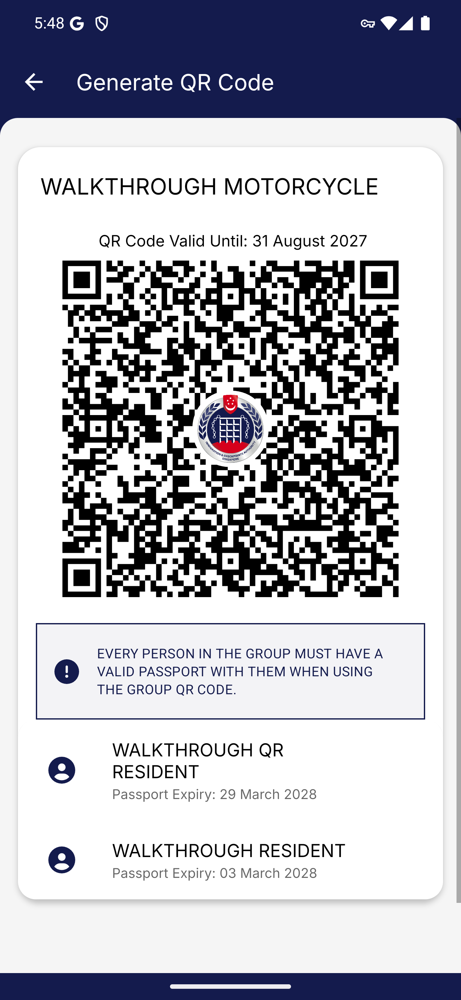 5:48
Generate QR Code
WALKTHROUGH MOTORCYCLE
QR Code Valid Until: 31 August 2027
IMMIGRATION & CHECKPOINTS AUTHORITY
SINGAPORE
EVERY PERSON IN THE GROUP MUST HAVE A
VALID PASSPORT WITH THEM WHEN USING
THE GROUP QR CODE.
WALKTHROUGH QR
RESIDENT
Passport Expiry: 29 March 2028
WALKTHROUGH RESIDENT
Passport Expiry: 03 March 2028